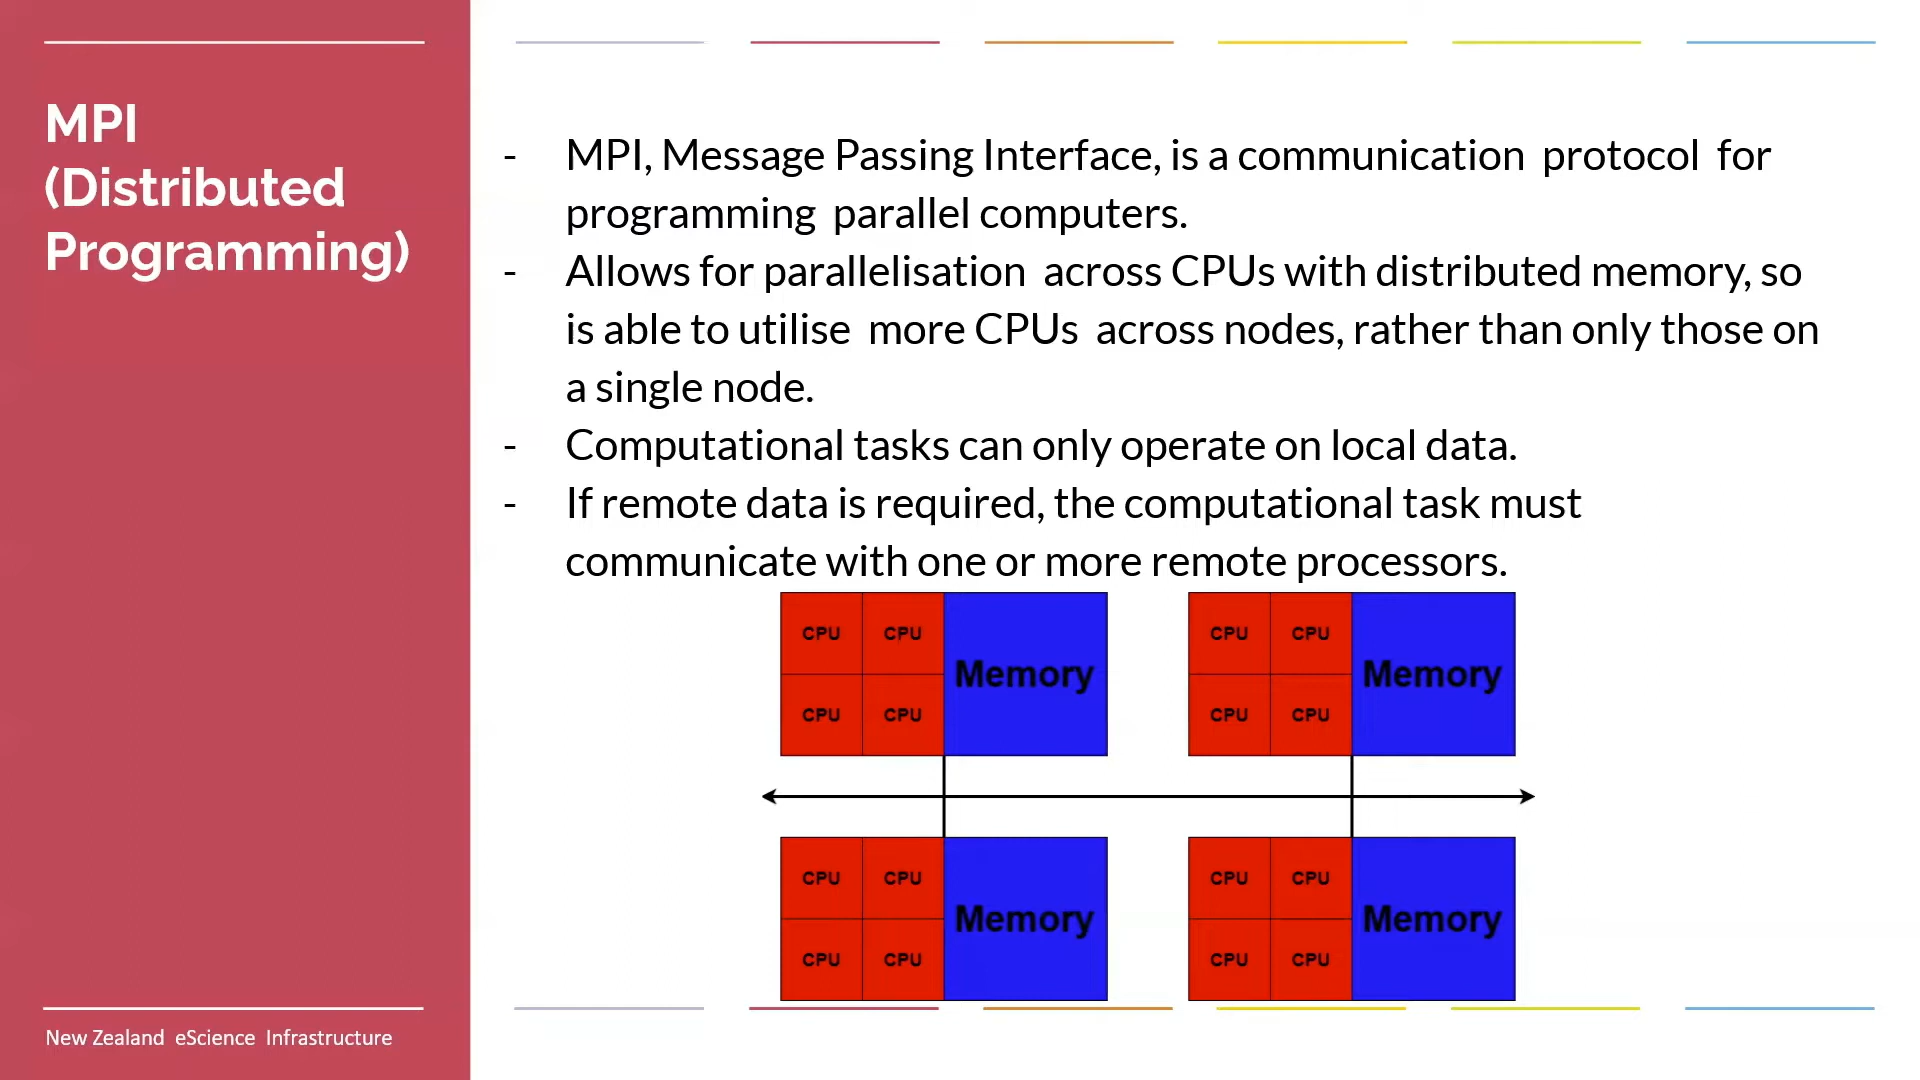 MPI
(Distributed
Programming)
- MPI, Message Passing Interface, is a communication protocol for
programming parallel computers.
- Allows for parallelisation across CPUs with distributed memory, so
is able to utilise more CPUs across nodes, rather than only those on
a single node.
- Computational tasks can only operate on local data.
- If remote data is required, the computational task must
communicate with one or more remote processors.
CPU CPU CPU CPU
Memory Memory
CPU CPU CPU CPU
CPU CPU CPU CPU
Memory Memory
CPU CPU CPU CPU
New Zealand eScience Infrastructure